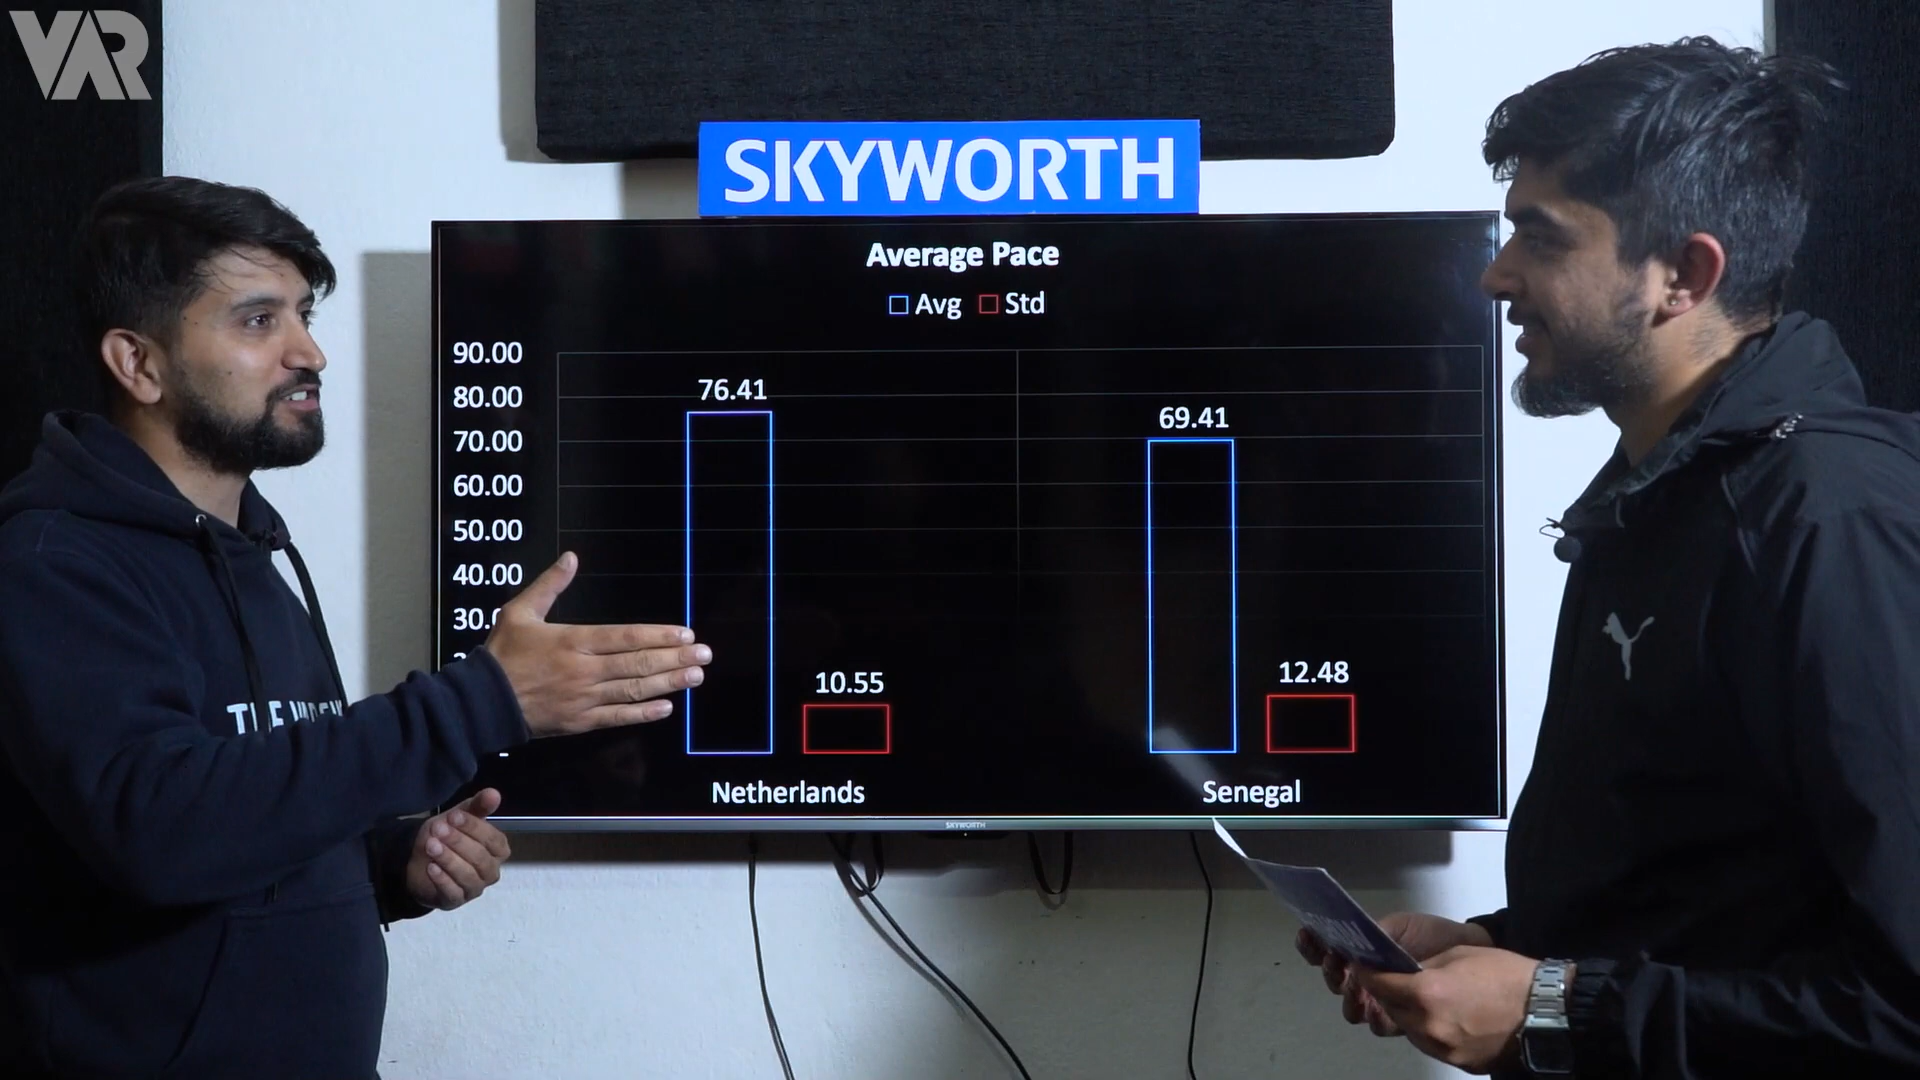 VAR
SKYWORTH
Average Pace
Avg Std
90.00
80.00
70.00
60.00
50.00
40.00
76.41
10.55
69.41
12.48
Netherlands
Senegal
SKYWORTH